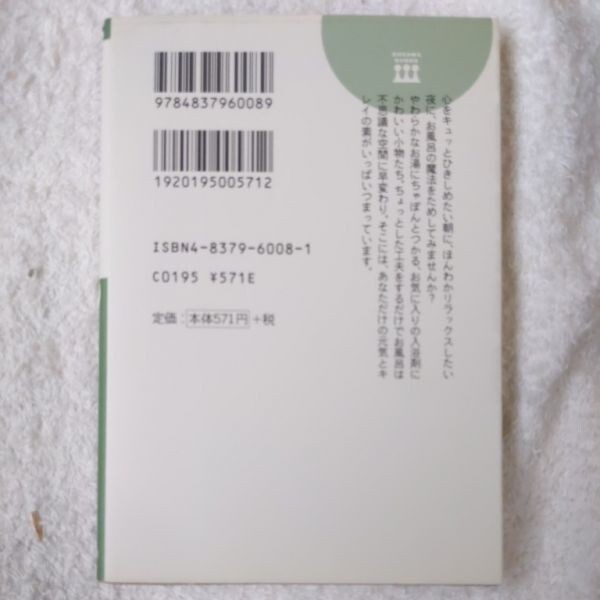 9784837960089
1920195005712
ISBN4-8379-6008-1
C0195 ¥571E
定価:本体571円+税
心をキュッとひきしめたい朝に、ほんわかリラックスしたい
夜に、お風呂の魔法をためしてみませんか?
やわらかなお湯にちゃぽんとつかる、お気に入りの入浴剤に
かわいい小物たち。ちょっとした工夫をするだけでお風呂は
不思議な空間に早変わり。そこには、あなただけの元気とキ
レイの素がいっぱいつまっています。